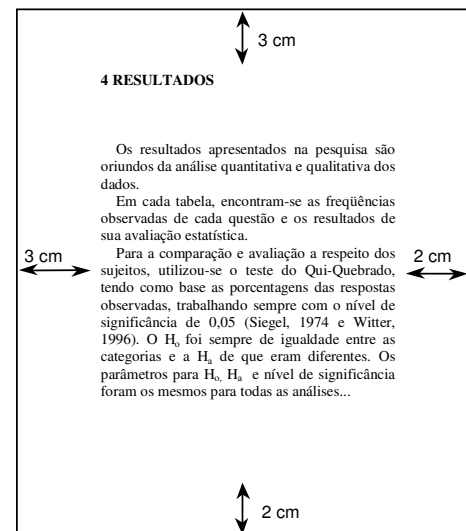 3 cm
4 RESULTADOS
Os resultados apresentados na pesquisa são
oriundos da análise quantitativa e qualitativa dos
dados.
Em cada tabela, encontram-se as freqüências
observadas de cada questão e os resultados de
sua avaliação estatística.
Para a comparação e avaliação a respeito dos
sujeitos, utilizou-se o teste do Qui-Quebrado,
tendo como base as porcentagens das respostas
observadas, trabalhando sempre com o nível de
significância de 0,05 (Siegel, 1974 e Witter,
1996). O Ho foi sempre de igualdade entre as
categorias e a Ha de que eram diferentes. Os
parâmetros para Ho, Ha e nível de significância
foram os mesmos para todas as análises...
3 cm
2 cm
2 cm